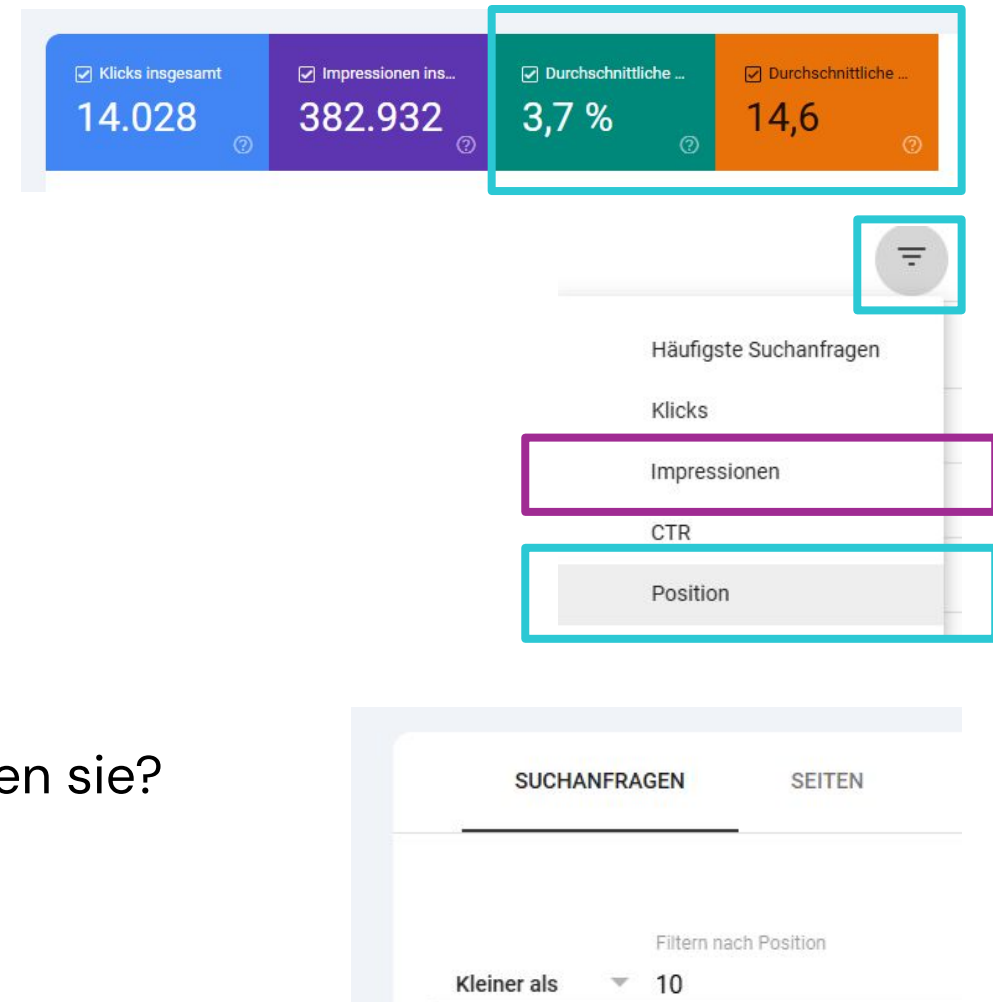 Klicks insgesamt Impressionen ins... Durchschnittliche ... Durchschnittliche ...
14.028 382.932 3,7 % 14,6
Häufigste Suchanfragen
Klicks
Impressionen
CTR
Position
en sie?
SUCHANFRAGEN SEITEN
Filtern nach Position
Kleiner als 10